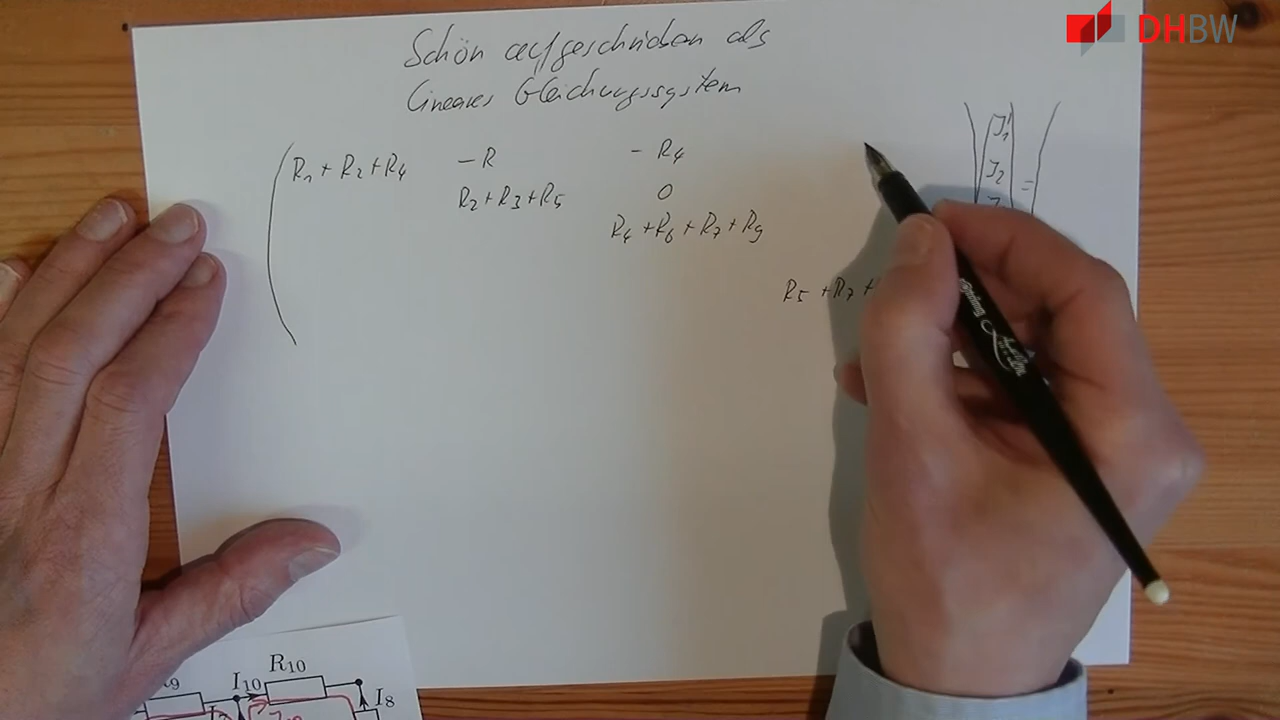 DHBW
Schön aufgeschrieben als
lineares Gleichungssystem
R1 + R2 + R4 -R - R4 I1'
R2 + R3 + R5 0 I2 =
R4 + R6 + R7 + R9
R5 + R7 +
R10
I10
I8